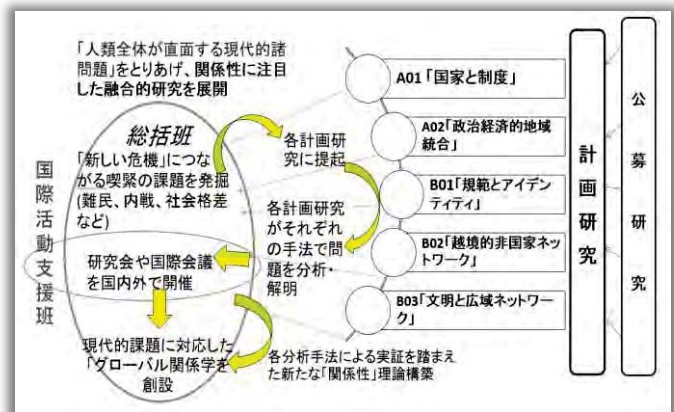 「人類全体が直面する現代的諸
問題」をとりあげ、関係性に注目
した融合的研究を展開
総括班
「新しい危機」につな
がる喫緊の課題を発掘
(難民、内戦、社会格差
など)
国際活動支援班
研究会や国際会議
を国内外で開催
現代的課題に対応した
「グローバル関係学を
創設
各計画研
究に提起
各計画研究
がそれぞれ
の手法で問
題を分析・
解明
各分析手法による実証を踏まえ
た新たな「関係性」理論構築
A01「国家と制度」
A02「政治経済的地域
統合」
B01「規範とアイデン
ティティ」
B02「越境的非国家ネッ
トワーク」
B03「文明と広域ネットワー
ク」
計画研究
公募研究